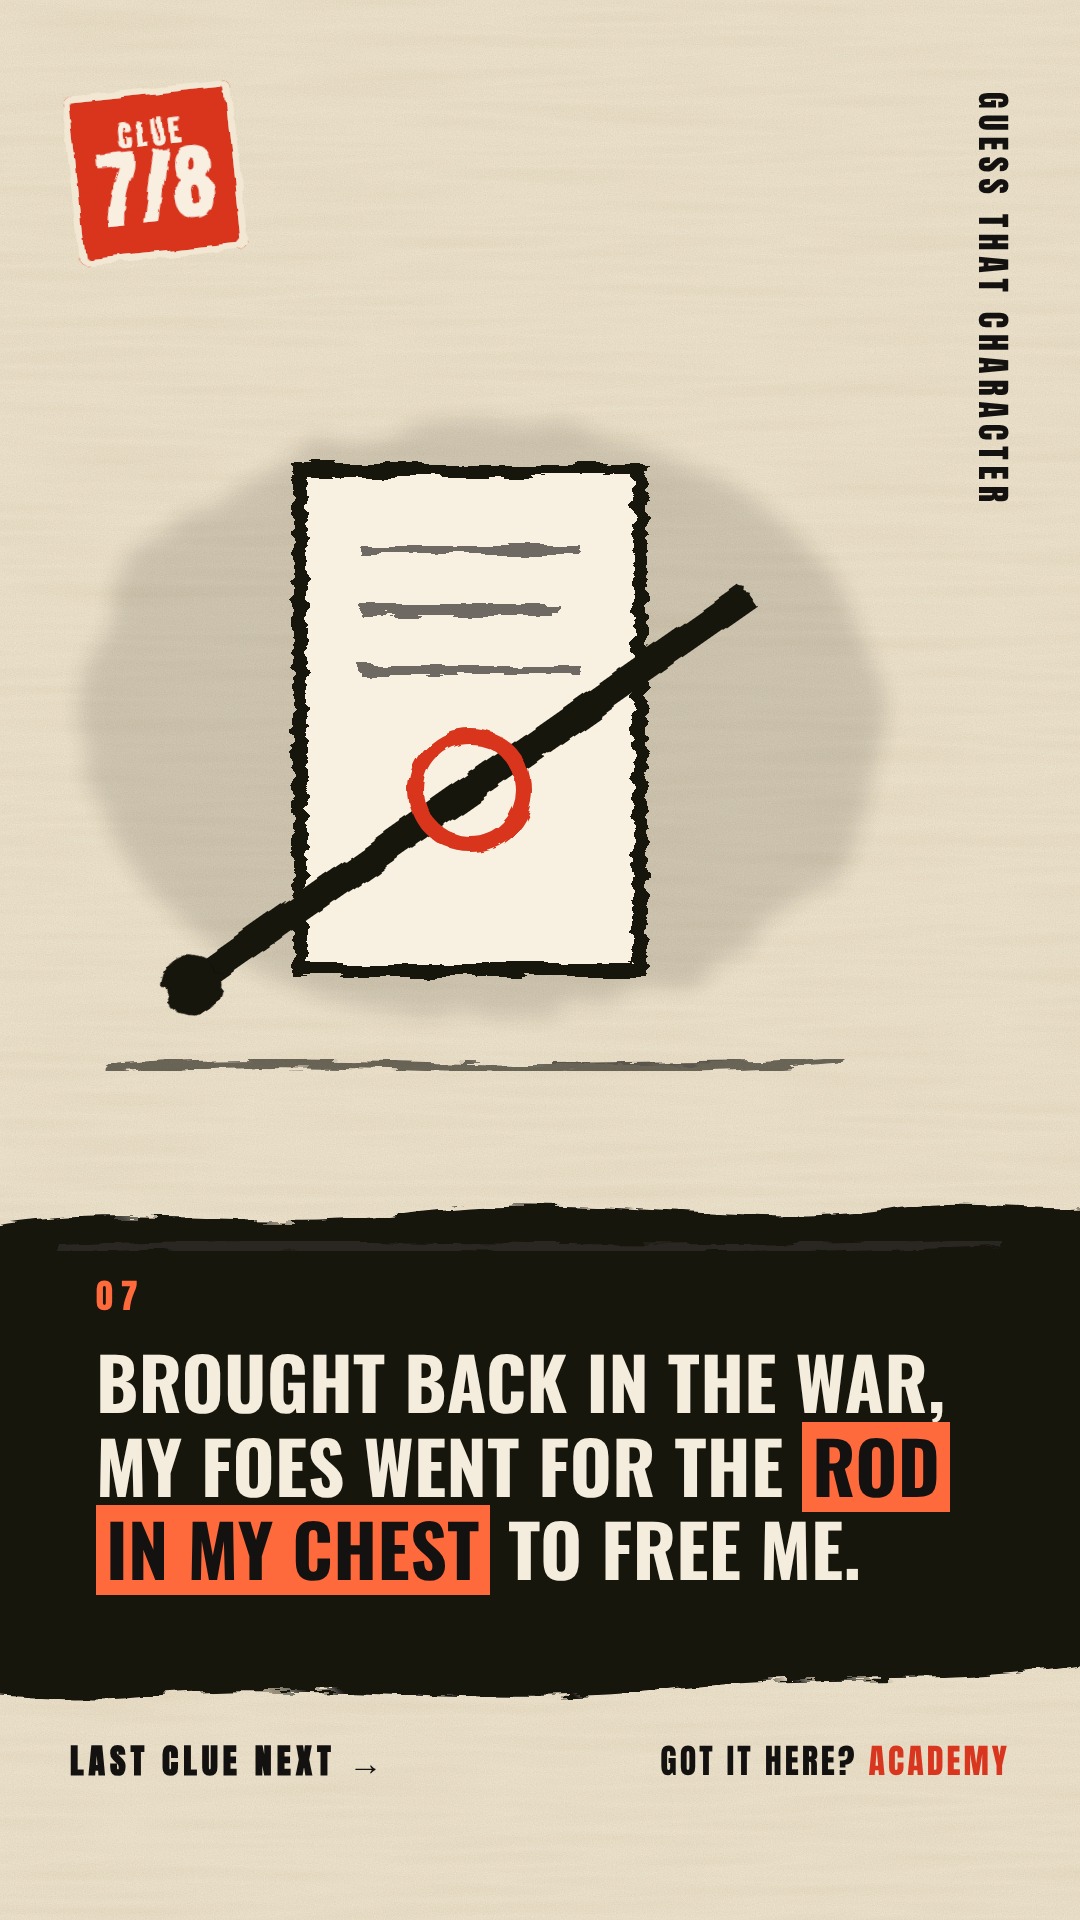 CLUE
7/8
GUESS THAT CHARACTER
07
BROUGHT BACK IN THE WAR,
MY FOES WENT FOR THE ROD
IN MY CHEST TO FREE ME.
LAST CLUE NEXT →
GOT IT HERE? ACADEMY